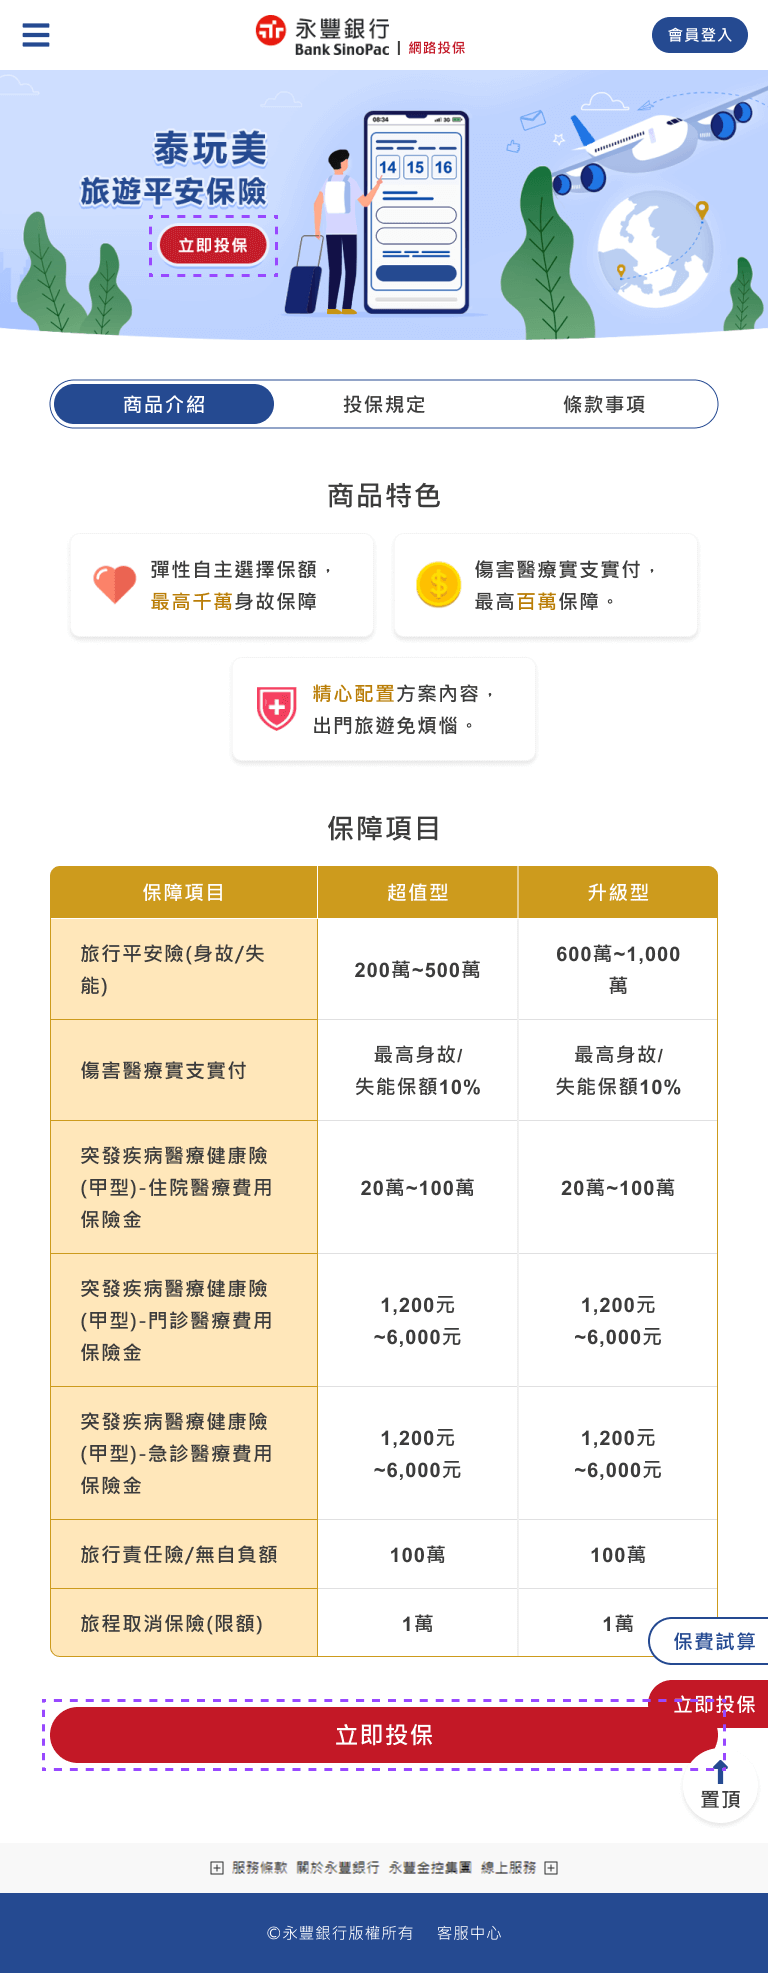 永豐銀行
Bank SinoPac | 網路投保
會員登入
泰玩美
旅遊平安保險
立即投保
08:34
3G
14 15 16
商品介紹
投保規定
條款事項
商品特色
彈性自主選擇保額，
最高千萬身故保障
傷害醫療實支實付，
最高百萬保障。
精心配置方案內容，
出門旅遊免煩惱。
保障項目
保障項目 超值型 升級型
旅行平安險(身故/失
能)
200萬~500萬
600萬~1,000
萬
傷害醫療實支實付
最高身故/
失能保額10%
最高身故/
失能保額10%
突發疾病醫療健康險
(甲型)-住院醫療費用
保險金
20萬~100萬
20萬~100萬
突發疾病醫療健康險
(甲型)-門診醫療費用
保險金
1,200元
~6,000元
1,200元
~6,000元
突發疾病醫療健康險
(甲型)-急診醫療費用
保險金
1,200元
~6,000元
1,200元
~6,000元
旅行責任險/無自負額
100萬
100萬
旅程取消保險(限額)
1萬
1萬
保費試算
立即投保
立即投保
置頂
服務條款 關於永豐銀行 永豐金控集團 線上服務
©永豐銀行版權所有 客服中心